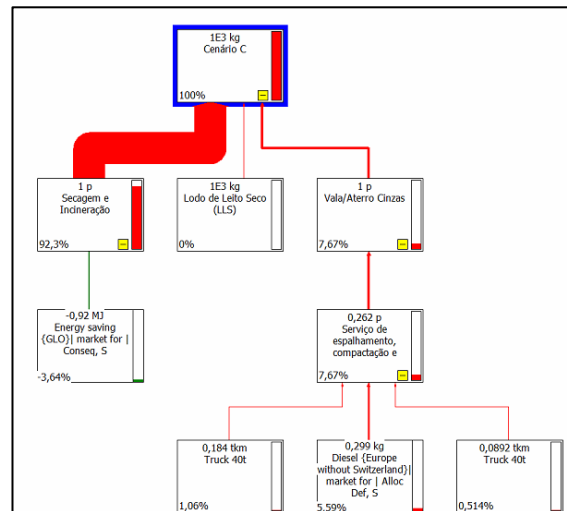 1E3 kg
Cenário C
100%
1 p
Secagem e
Incineração
92,3%
1E3 kg
Lodo de Leito Seco
(LLS)
0%
1 p
Vala/Aterro Cinzas
7,67%
-0,92 MJ
Energy saving
{GLO}| market for |
Conseq, S
-3,64%
0,262 p
Serviço de
espalhamento,
compactação e
7,67%
0,184 tkm
Truck 40t
1,06%
0,299 kg
Diesel {Europe
without Switzerland}|
market for | Alloc
Def, S
5,59%
0,0892 tkm
Truck 40t
0,514%